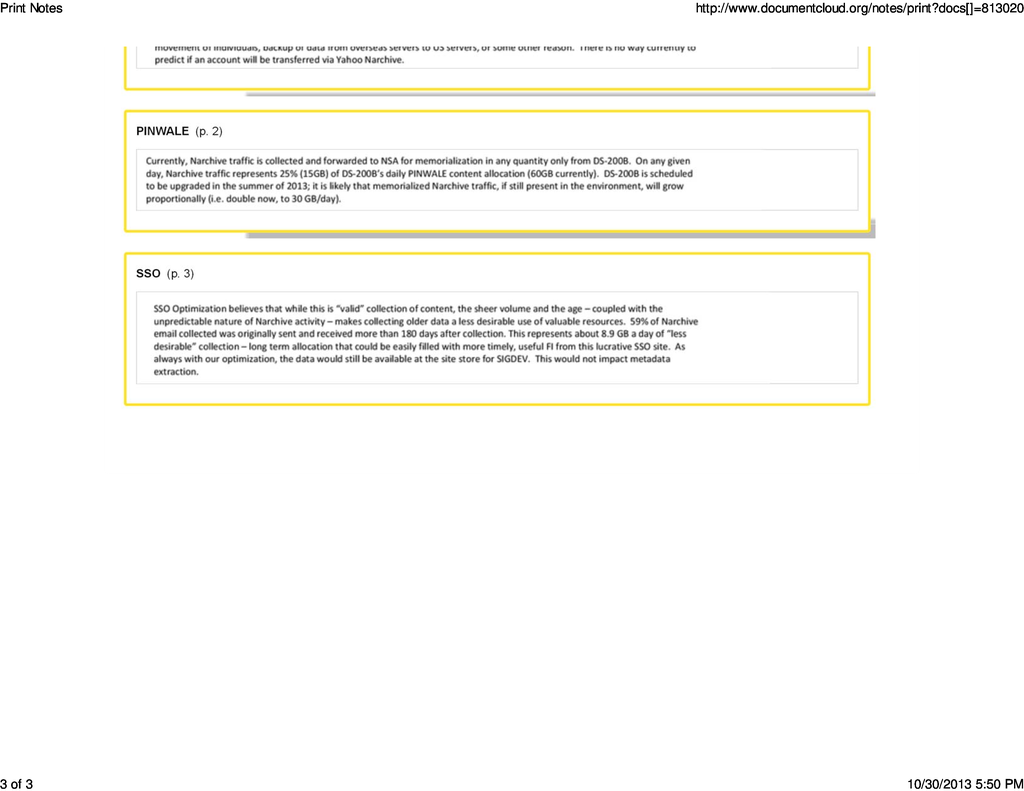 Print Notes
http://www.documentcloud.org/notes/print?docs[]=813020
movement of individuals, backup of data from overseas servers to US servers, or some other reason. There is no way currently to
predict if an account will be transferred via Yahoo Narchive.
PINWALE (p. 2)
Currently, Narchive traffic is collected and forwarded to NSA for memorialization in any quantity only from DS-200B. On any given
day, Narchive traffic represents 25% (15GB) of DS-200B's daily PINWALE content allocation (60GB currently). DS-200B is scheduled
to be upgraded in the summer of 2013; it is likely that memorialized Narchive traffic, if still present in the environment, will grow
proportionally (i.e. double now, to 30 GB/day).
SSO (p. 3)
SSO Optimization believes that while this is "valid" collection of content, the sheer volume and the age – coupled with the
unpredictable nature of Narchive activity – makes collecting older data a less desirable use of valuable resources. 59% of Narchive
email collected was originally sent and received more than 180 days after collection. This represents about 8.9 GB a day of "less
desirable" collection – long term allocation that could be easily filled with more timely, useful FI from this lucrative SSO site. As
always with our optimization, the data would still be available at the site store for SIGDEV. This would not impact metadata
extraction.
3 of 3
10/30/2013 5:50 PM